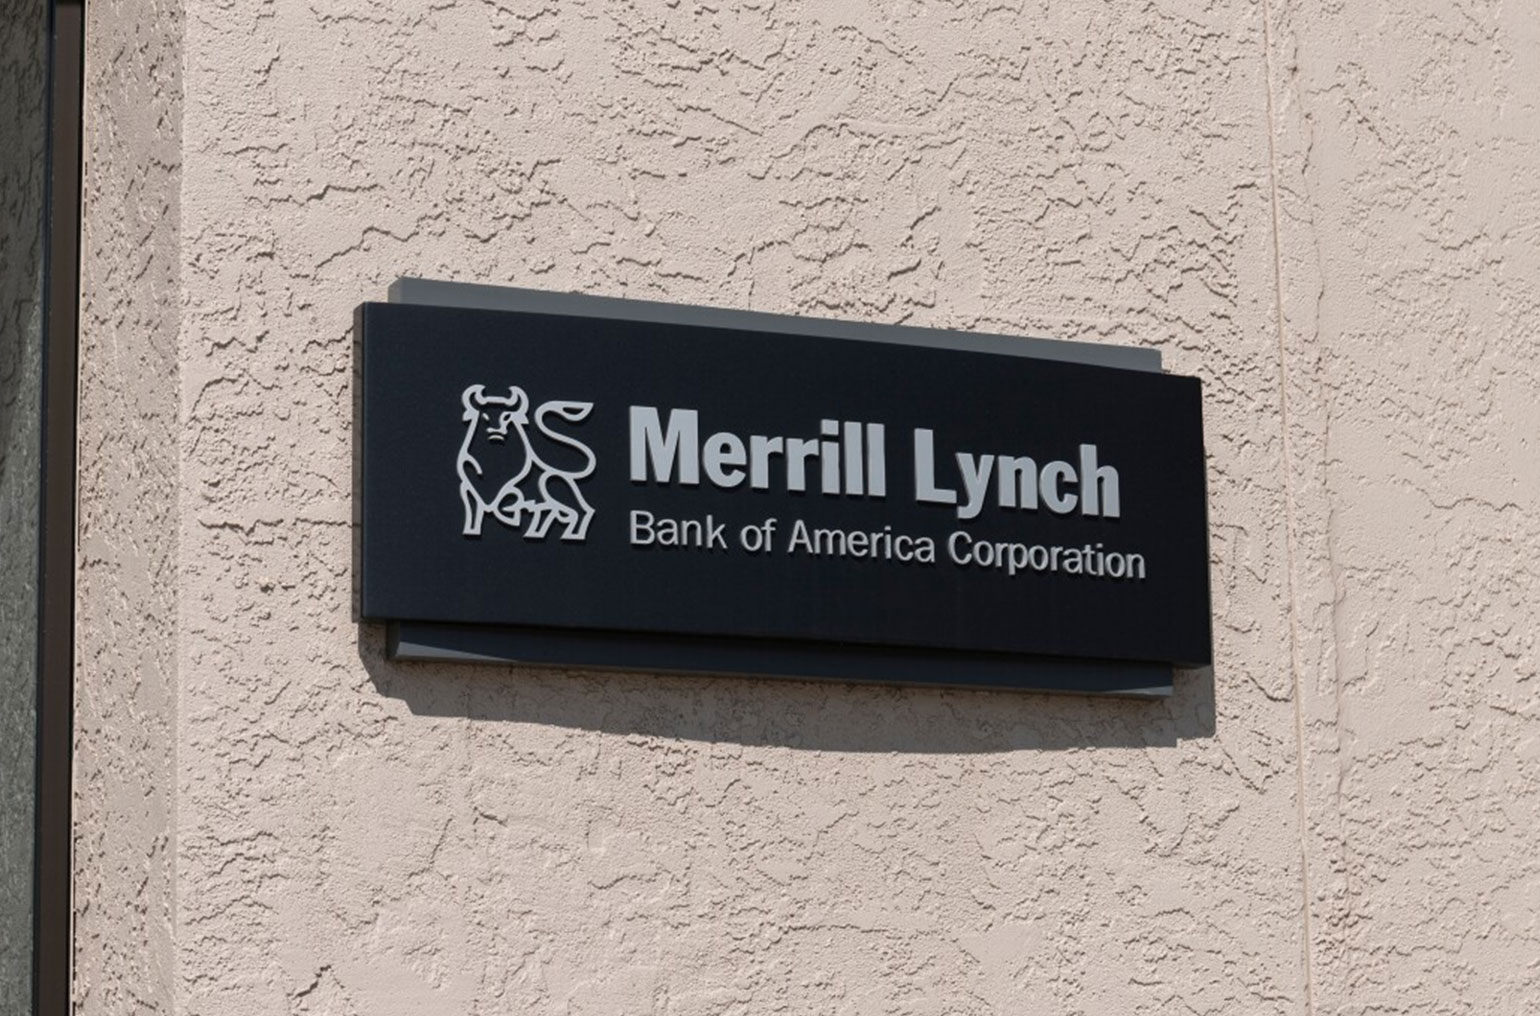 Merrill Lynch
Bank of America Corporation